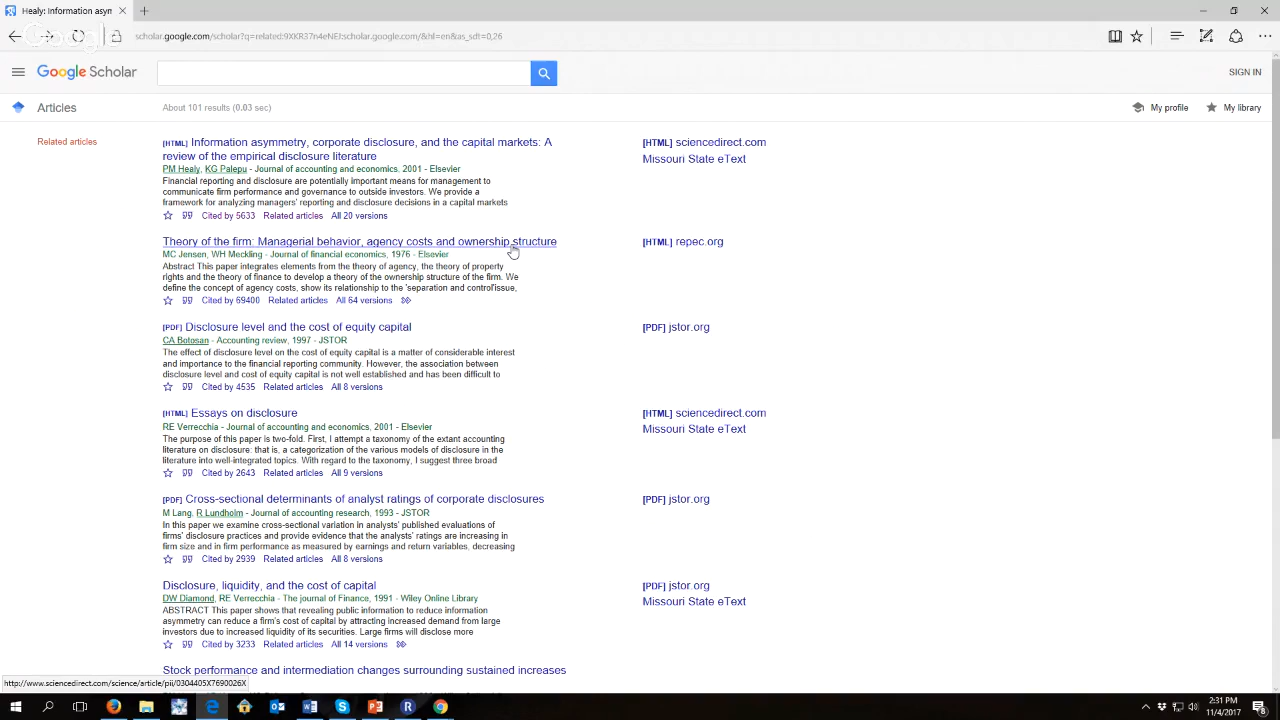 Healy: Information asym
scholar.google.com/scholar?q=related:9XKR37n4eNEJ:scholar.google.com/&hl=en&as_sdt=0,26
Google Scholar
SIGN IN
Articles
About 101 results (0.03 sec)
My profile
My library
Related articles
[HTML] Information asymmetry, corporate disclosure, and the capital markets: A
review of the empirical disclosure literature
PM Healy, KG Palepu - Journal of accounting and economics, 2001 - Elsevier
Financial reporting and disclosure are potentially important means for management to
communicate firm performance and governance to outside investors. We provide a
framework for analyzing managers' reporting and disclosure decisions in a capital markets
Cited by 5633 Related articles All 20 versions
[HTML] sciencedirect.com
Missouri State eText
Theory of the firm: Managerial behavior, agency costs and ownership structure
MC Jensen, WH Meckling - Journal of financial economics, 1976 - Elsevier
Abstract This paper integrates elements from the theory of agency, the theory of property
rights and the theory of finance to develop a theory of the ownership structure of the firm. We
define the concept of agency costs, show its relationship to the 'separation and control'issue,
Cited by 69400 Related articles All 64 versions
[HTML] repec.org
[PDF] Disclosure level and the cost of equity capital
CA Botosan - Accounting review, 1997 - JSTOR
The effect of disclosure level on the cost of equity capital is a matter of considerable interest
and importance to the financial reporting community. However, the association between
disclosure level and cost of equity capital is not well established and has been difficult to
Cited by 4535 Related articles All 8 versions
[PDF] jstor.org
[HTML] Essays on disclosure
RE Verrecchia - Journal of accounting and economics, 2001 - Elsevier
The purpose of this paper is two-fold. First, I attempt a taxonomy of the extant accounting
literature on disclosure: that is, a categorization of the various models of disclosure in the
literature into well-integrated topics. With regard to the taxonomy, I suggest three broad
Cited by 2643 Related articles All 9 versions
[HTML] sciencedirect.com
Missouri State eText
[PDF] Cross-sectional determinants of analyst ratings of corporate disclosures
M Lang, R Lundholm - Journal of accounting research, 1993 - JSTOR
In this paper we examine cross-sectional variation in analysts' published evaluations of
firms' disclosure practices and provide evidence that the analysts' ratings are increasing in
firm size and in firm performance as measured by earnings and return variables, decreasing
Cited by 2939 Related articles All 8 versions
[PDF] jstor.org
Disclosure, liquidity, and the cost of capital
DW Diamond, RE Verrecchia - The journal of Finance, 1991 - Wiley Online Library
ABSTRACT This paper shows that revealing public information to reduce information
asymmetry can reduce a firm's cost of capital by attracting increased demand from large
investors due to increased liquidity of its securities. Large firms will disclose more
Cited by 3233 Related articles All 14 versions
[PDF] jstor.org
Missouri State eText
Stock performance and intermediation changes surrounding sustained increases
http://www.sciencedirect.com/science/article/pii/0304405X7690026X
2:31 PM
11/4/2017